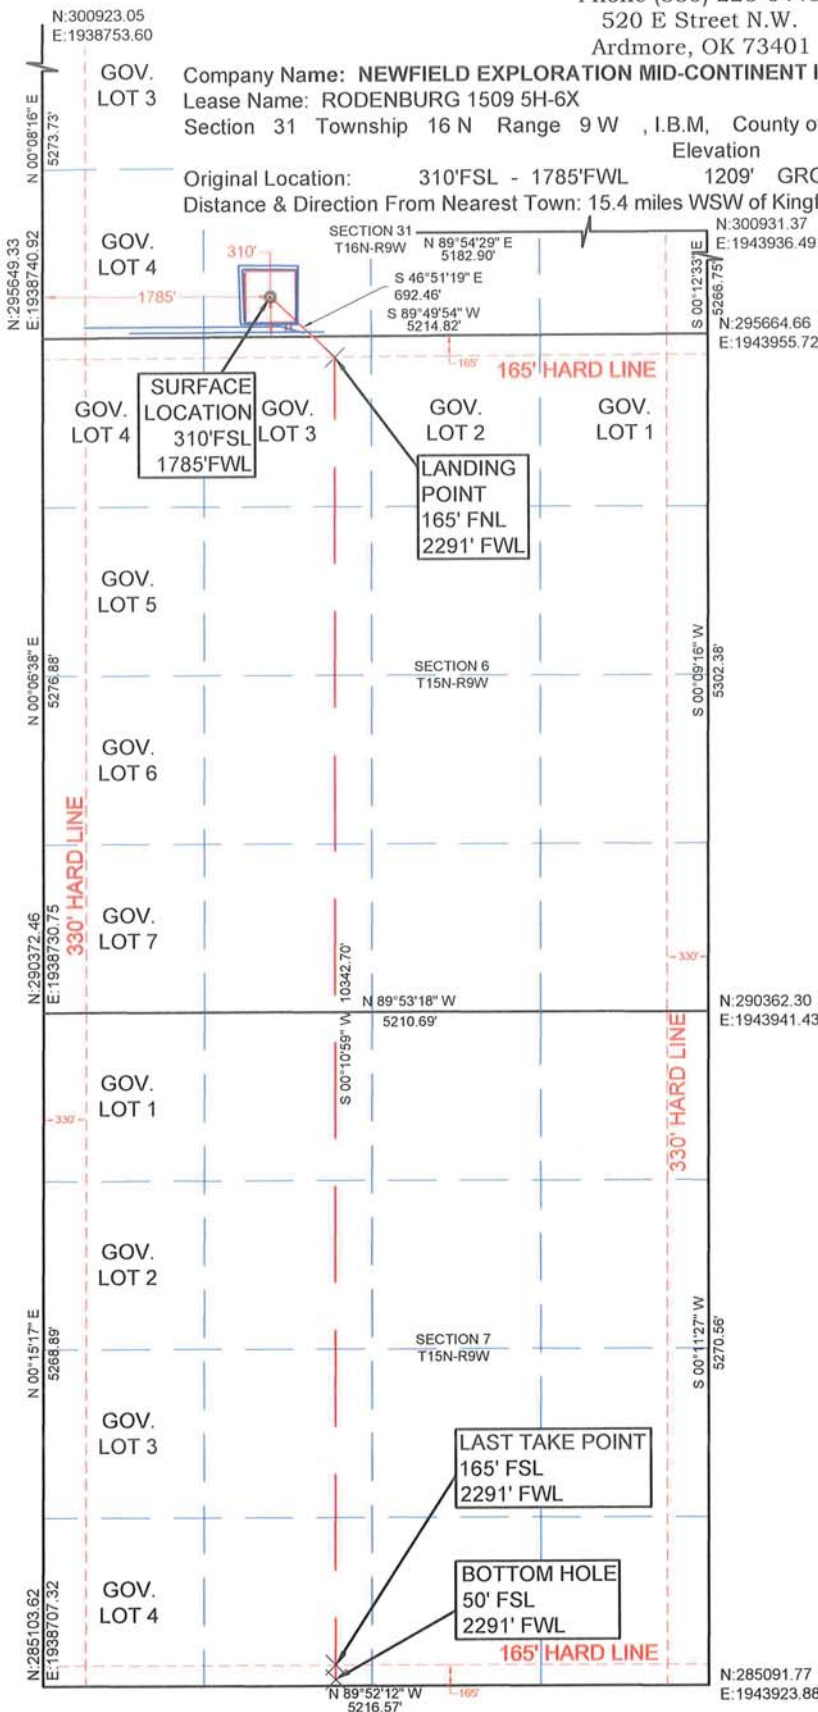 520 E Street N.W.
Ardmore, OK 73401
Company Name: NEWFIELD EXPLORATION MID-CONTINENT
Lease Name: RODENBURG 1509 5H-6X
Section 31 Township 16 N Range 9 W , I.B.M, County
Elevation
Original Location: 310'FSL - 1785'FWL 1209'
Distance & Direction From Nearest Town: 15.4 miles WSW of
N:300923.05
E:1938753.60
GOV.
LOT 3
N 00°08'16" E
5273.73'
GOV.
LOT 4
N:295649.33
E:1938740.92
310'
1785'
SECTION 31
T16N-R9W
N 89°54'29" E
5182.90'
S 46°51'19" E
692.46'
S 89°49'54" W
5214.82'
N:300931.37
E:1943936.49
S 00°12'33" E
5266.75'
N:295664.66
E:1943955.72
165'
165' HARD LINE
SURFACE
LOCATION
310'FSL
1785'FWL
GOV.
LOT 4
GOV.
LOT 3
GOV.
LOT 2
GOV.
LOT 1
LANDING
POINT
165' FNL
2291' FWL
GOV.
LOT 5
N 00°06'38" E
5276.88'
SECTION 6
T15N-R9W
S 00°09'16" W
5302.38'
GOV.
LOT 6
330' HARD LINE
GOV.
LOT 7
N:290372.46
E:1938730.75
S 00°10'59" W 10342.70'
N 89°53'18" W
5210.69'
330'
N:290362.30
E:1943941.43
330' HARD LINE
GOV.
LOT 1
330'
GOV.
LOT 2
N 00°15'17" E
5268.89'
SECTION 7
T15N-R9W
S 00°11'27" W
5270.56'
GOV.
LOT 3
LAST TAKE POINT
165' FSL
2291' FWL
BOTTOM HOLE
50' FSL
2291' FWL
GOV.
LOT 4
N:285103.62
E:1938707.32
165' HARD LINE
165'
N 89°52'12" W
5216.57'
N:285091.77
E:1943923.88